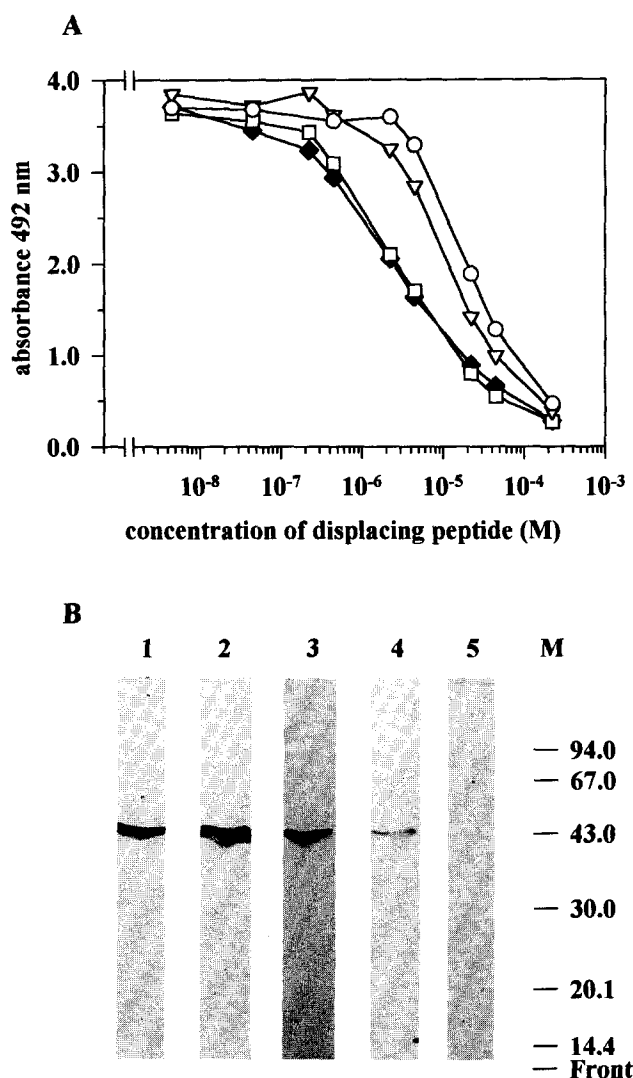 A
4.0
3.0
2.0
1.0
0.0
absorbance 492 nm
10-8 10-7 10-6 10-5 10-4 10-3
concentration of displacing peptide (M)
B
1 2 3 4 5 M
94.0
67.0
43.0
30.0
20.1
14.4
Front